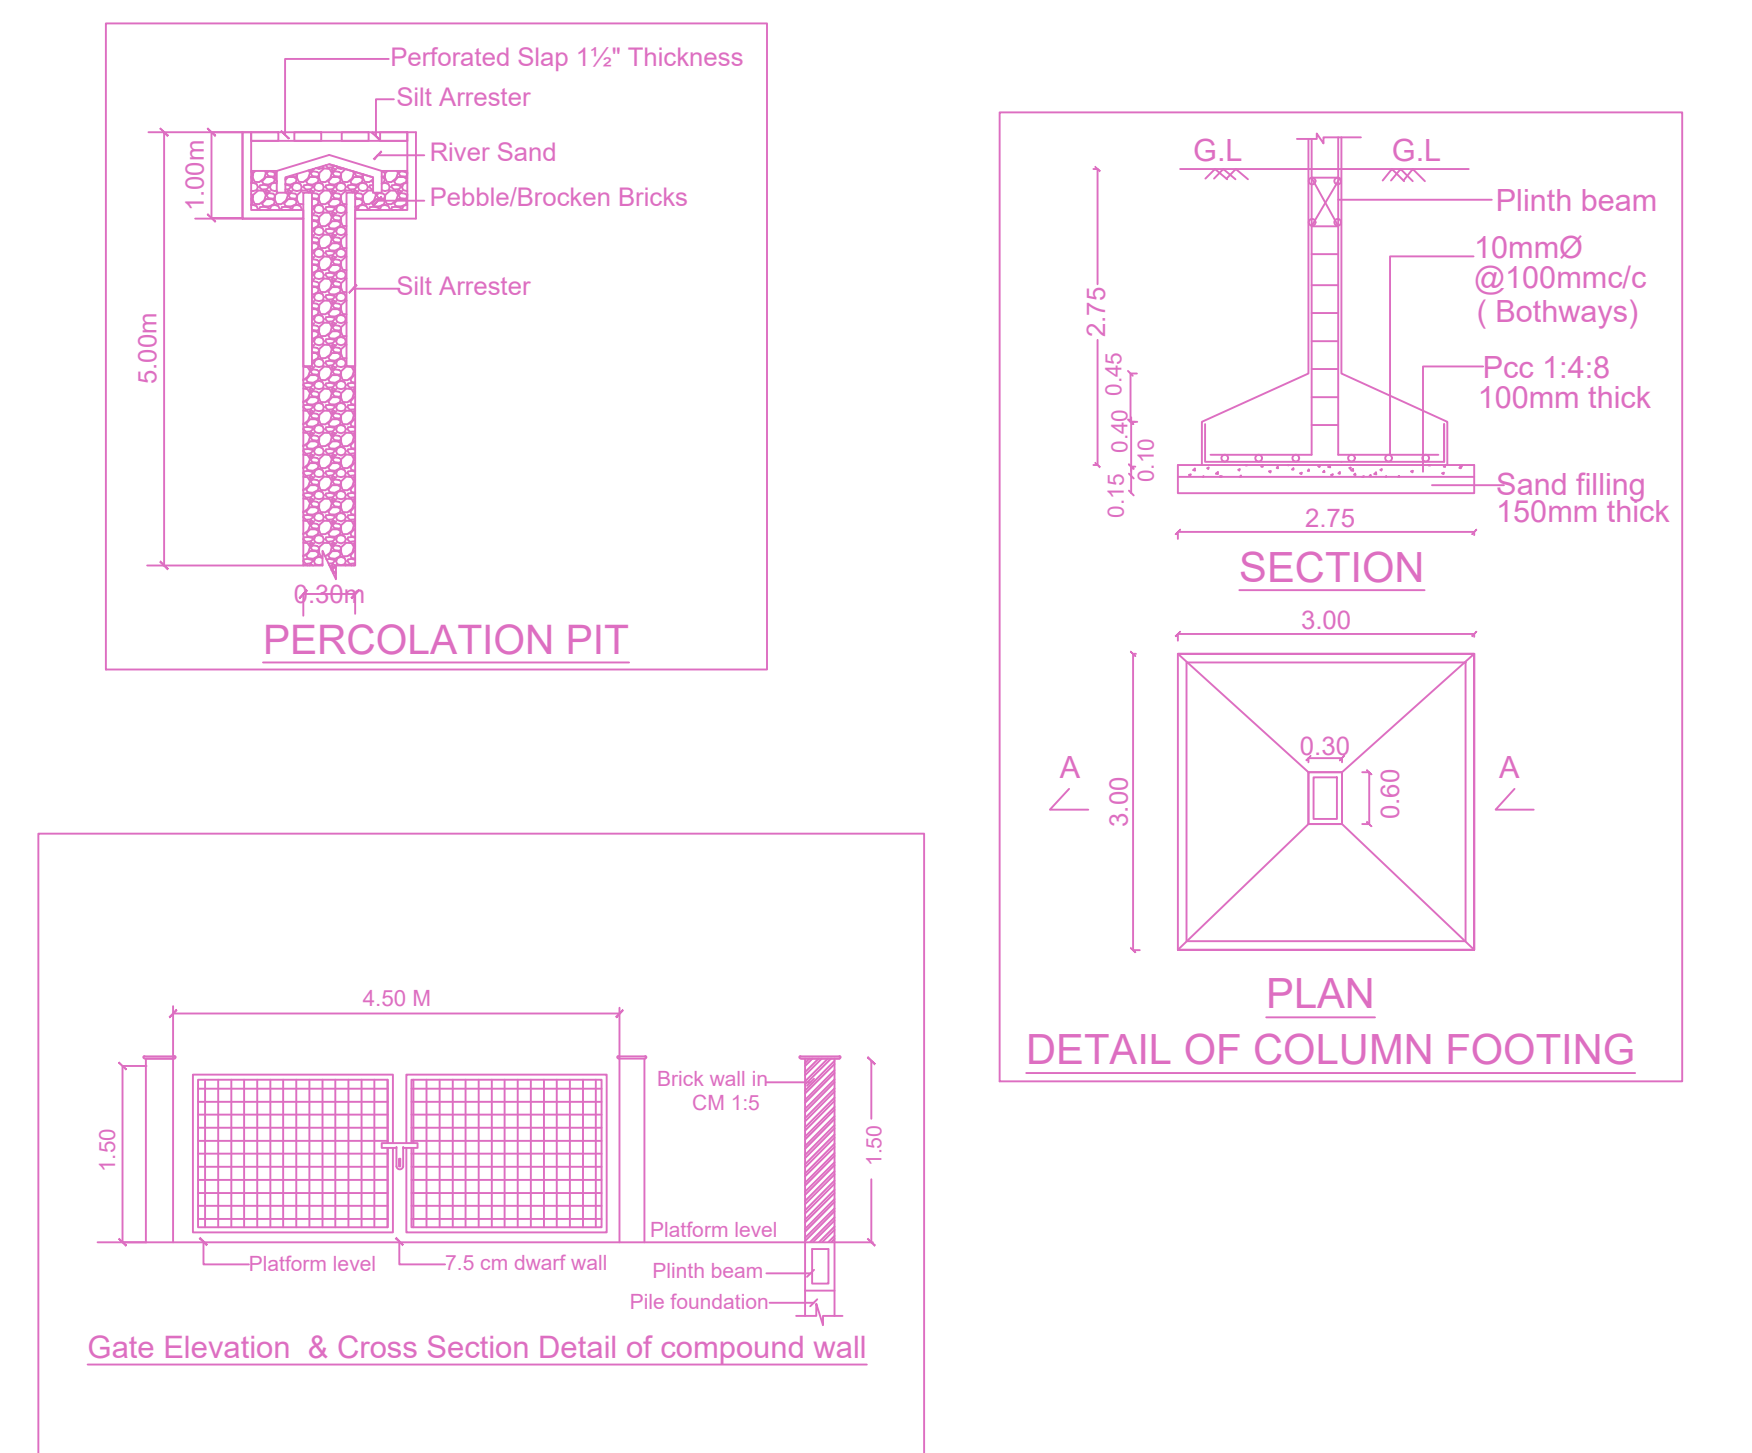 Perforated Slap 1½" Thickness
Silt Arrester
River Sand
1.00m
Pebble/Brocken Bricks
Silt Arrester
5.00m
0.30m
PERCOLATION PIT
G.L
G.L
Plinth beam
10mmØ
@100mmc/c
( Bothways)
2.75
0.45
Pcc 1:4:8
100mm thick
0.40
0.10
0.15
Sand filling
150mm thick
2.75
SECTION
3.00
0.30
A
A
0.60
3.00
PLAN
DETAIL OF COLUMN FOOTING
4.50 M
Brick wall in
CM 1:5
1.50
1.50
Platform level
Platform level
7.5 cm dwarf wall
Plinth beam
Pile foundation
Gate Elevation & Cross Section Detail of compound wall